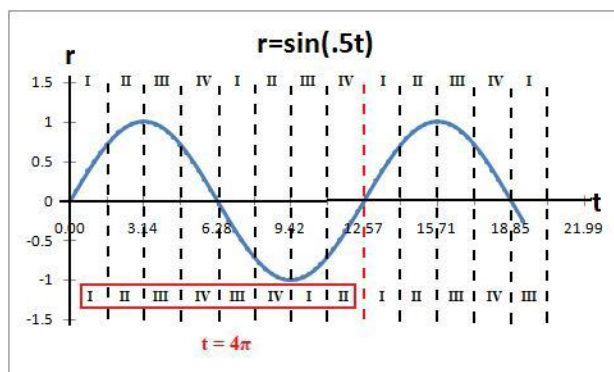 r=sin(.5t)
r
1.5 I II III IV I II III IV I II III IV I
1
0.5
0 t
0.00 3.14 6.28 9.42 12.57 15.71 18.85 21.99
-0.5
-1
I II III IV III IV I II I II III IV III
-1.5
t = 4π